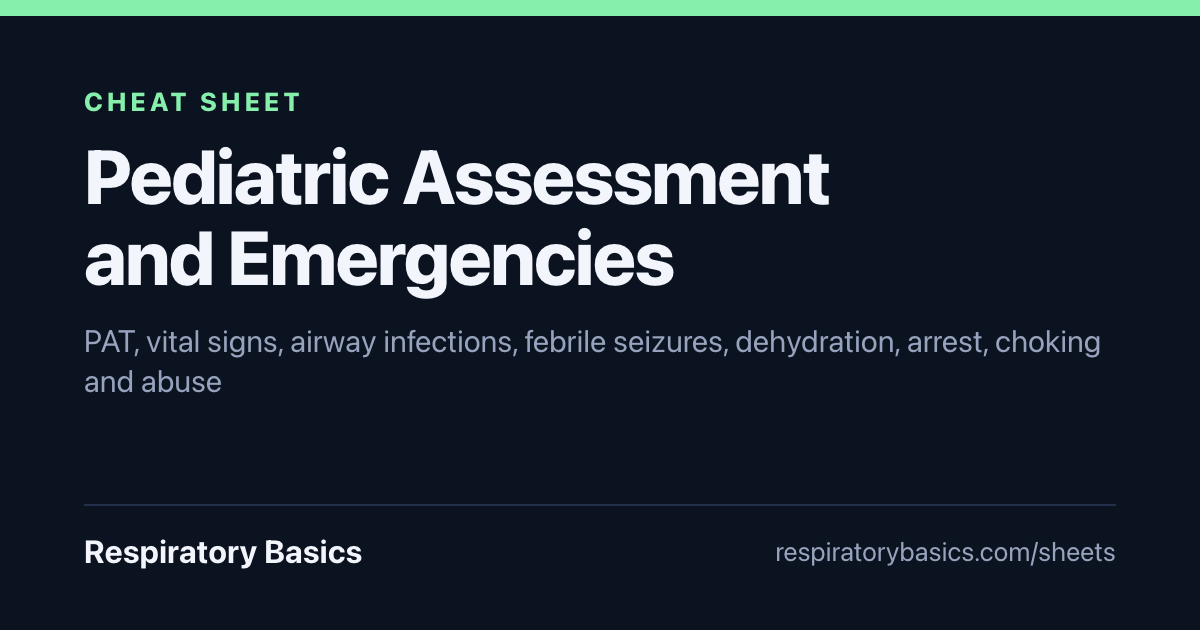 CHEAT SHEET
Pediatric Assessment
and Emergencies
PAT, vital signs, airway infections, febrile seizures, dehydration, arrest, choking
and abuse
Respiratory Basics
respiratorybasics.com/sheets